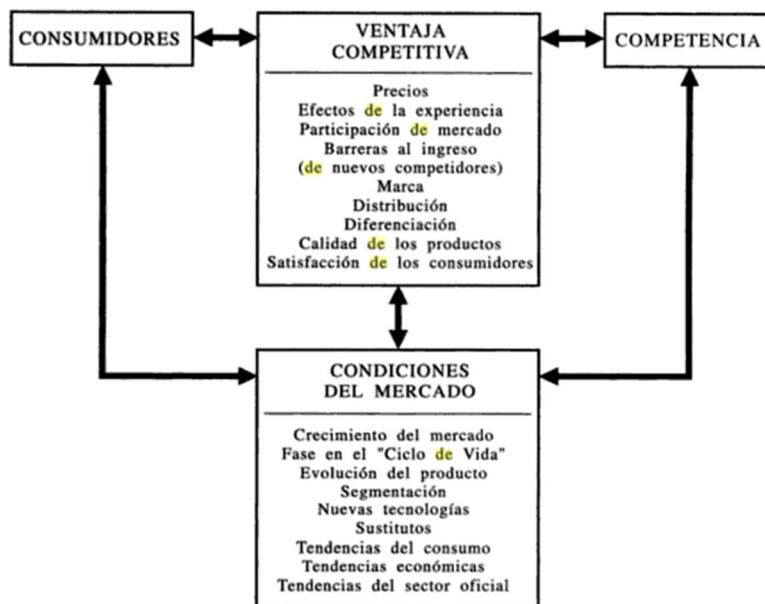 CONSUMIDORES
VENTAJA
COMPETITIVA
COMPETENCIA
Precios
Efectos de la experiencia
Participación de mercado
Barreras al ingreso
(de nuevos competidores)
Marca
Distribución
Diferenciación
Calidad de los productos
Satisfacción de los consumidores
CONDICIONES
DEL MERCADO
Crecimiento del mercado
Fase en el "Ciclo de Vida"
Evolución del producto
Segmentación
Nuevas tecnologías
Sustitutos
Tendencias del consumo
Tendencias económicas
Tendencias del sector oficial